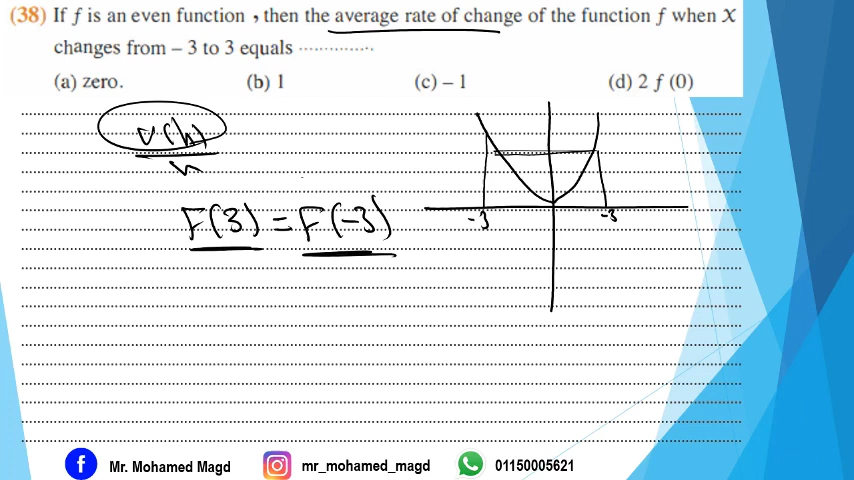 (38) If f is an even function , then the average rate of change of the function f when X
changes from – 3 to 3 equals ················
(a) zero. (b) 1 (c) – 1 (d) 2 f (0)
V(h)
h
F(3) = F(-3)
-3 -3
Mr. Mohamed Magd mr_mohamed_magd 01150005621